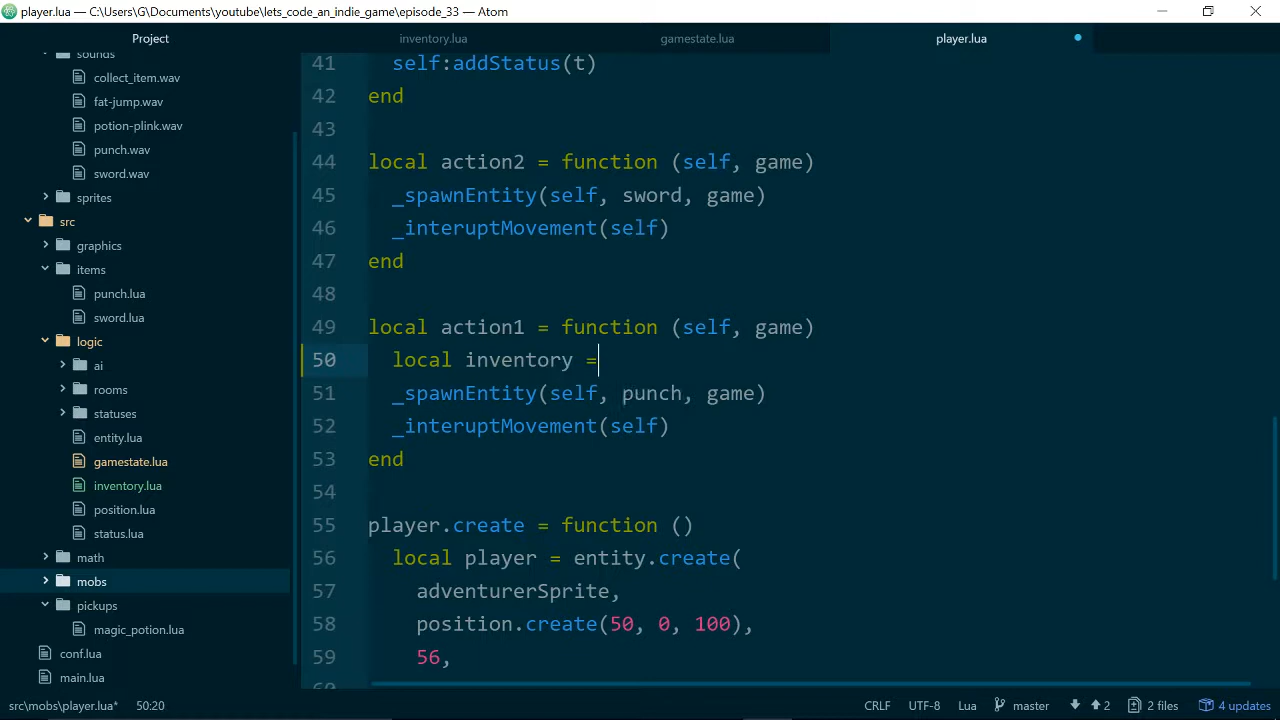 player.lua — C:\Users\G\Documents\youtube\lets_code_an_indie_game\episode_33 — Atom
Project
inventory.lua
gamestate.lua
player.lua
sounds
collect_item.wav
fat-jump.wav
potion-plink.wav
punch.wav
sword.wav
sprites
src
graphics
items
punch.lua
sword.lua
logic
ai
rooms
statuses
entity.lua
gamestate.lua
inventory.lua
position.lua
status.lua
math
mobs
pickups
magic_potion.lua
conf.lua
main.lua
41 self:addStatus(t)
42 end
43
44 local action2 = function (self, game)
45 _spawnEntity(self, sword, game)
46 _interuptMovement(self)
47 end
48
49 local action1 = function (self, game)
50 local inventory =
51 _spawnEntity(self, punch, game)
52 _interuptMovement(self)
53 end
54
55 player.create = function ()
56 local player = entity.create(
57 adventurerSprite,
58 position.create(50, 0, 100),
59 56,
src\mobs\player.lua* 50:20 CRLF UTF-8 Lua master 2 2 files 4 updates